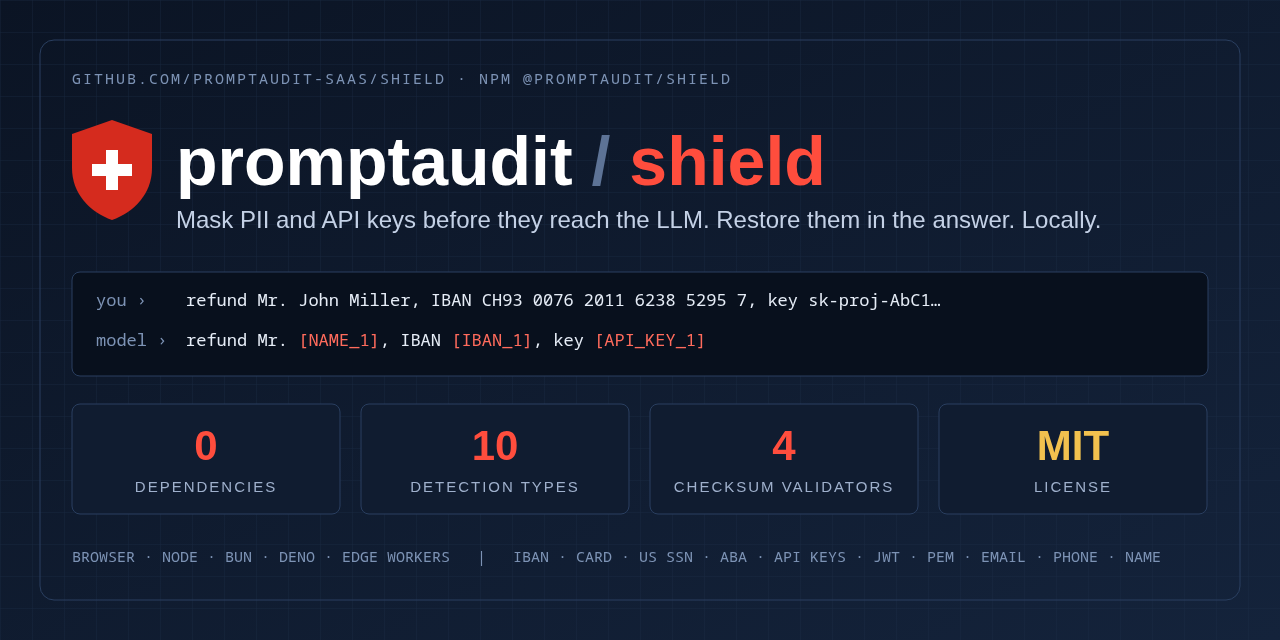 GITHUB.COM/PROMPTAUDIT-SAAS/SHIELD · NPM @PROMPTAUDIT/SHIELD
promptaudit / shield
Mask PII and API keys before they reach the LLM. Restore them in the answer. Locally.
you › refund Mr. John Miller, IBAN CH93 0076 2011 6238 5295 7, key sk-proj-AbC1…
model › refund Mr. [NAME_1], IBAN [IBAN_1], key [API_KEY_1]
0
DEPENDENCIES
10
DETECTION TYPES
4
CHECKSUM VALIDATORS
MIT
LICENSE
BROWSER · NODE · BUN · DENO · EDGE WORKERS | IBAN · CARD · US SSN · ABA · API KEYS · JWT · PEM · EMAIL · PHONE · NAME